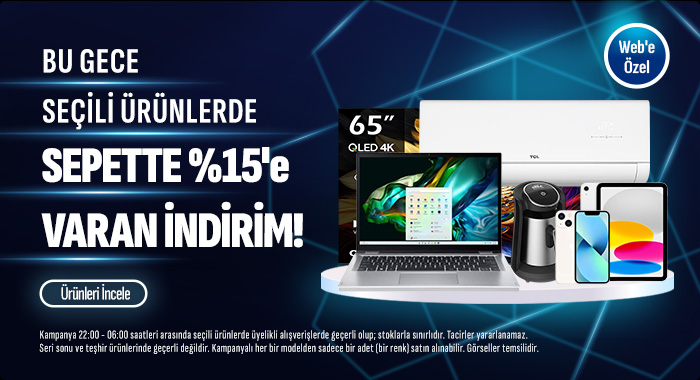 BU GECE
SEÇİLİ ÜRÜNLERDE
SEPETTE %15'e
VARAN İNDİRİM!
Ürünleri İncele
Web'e
Özel
65”
QLED 4K
TCL
Kampanya 22:00 - 06:00 saatleri arasında seçili ürünlerde üyelikli alışverişlerde geçerli olup; stoklarla sınırlıdır. Tacirler yararlanamaz.
Seri sonu ve teşhir ürünlerinde geçerli değildir. Kampanyalı her bir modelden sadece bir adet (bir renk) satın alınabilir. Görseller temsilidir.